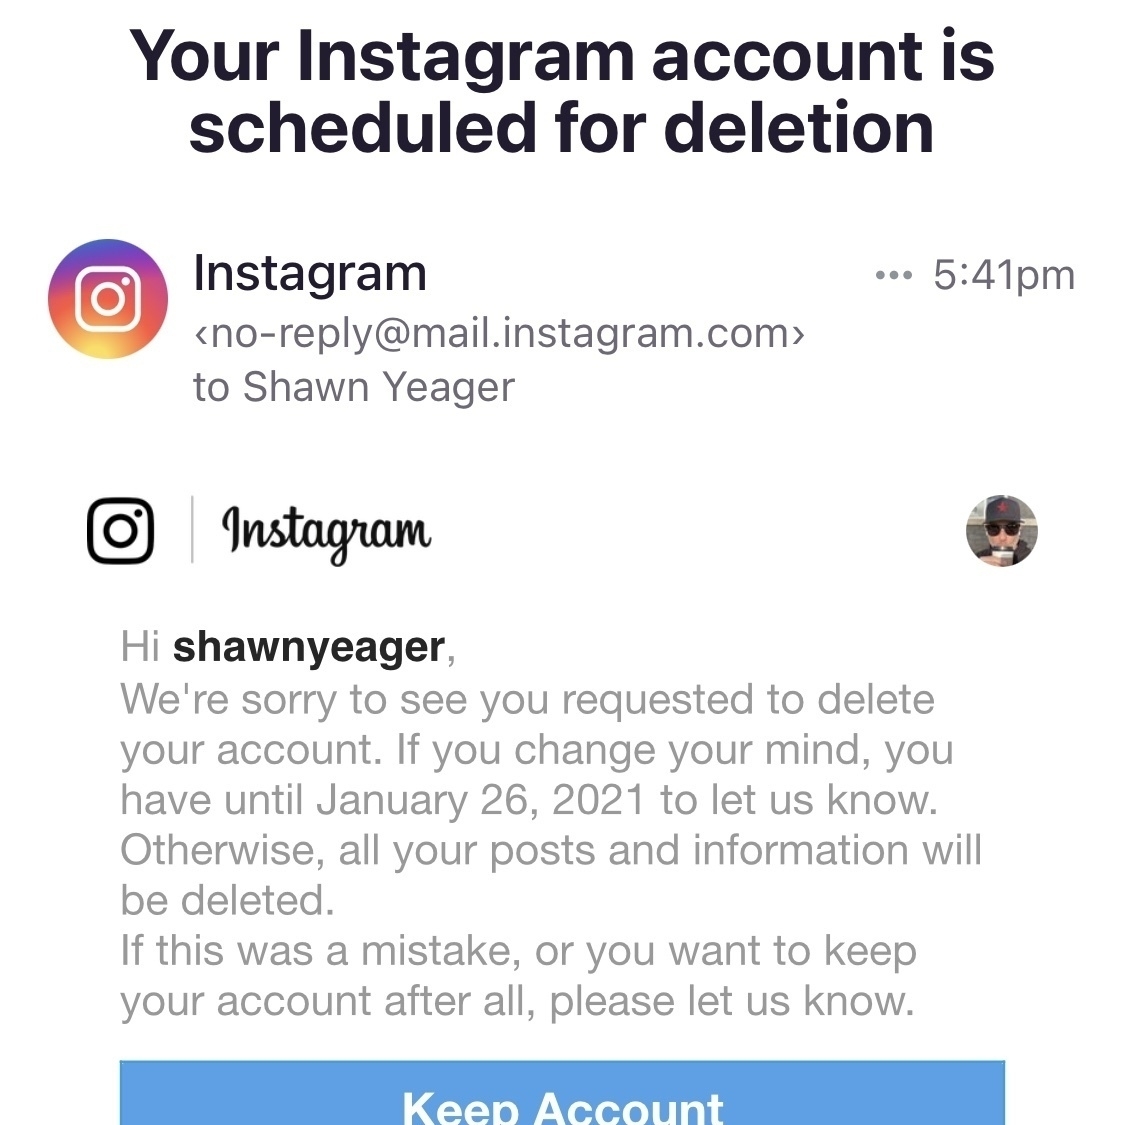 Your Instagram account is
scheduled for deletion
Instagram
••• 5:41pm
<no-reply@mail.instagram.com>
to Shawn Yeager
Instagram
Hi shawnyeager,
We're sorry to see you requested to delete
your account. If you change your mind, you
have until January 26, 2021 to let us know.
Otherwise, all your posts and information will
be deleted.
If this was a mistake, or you want to keep
your account after all, please let us know.
Keep Account